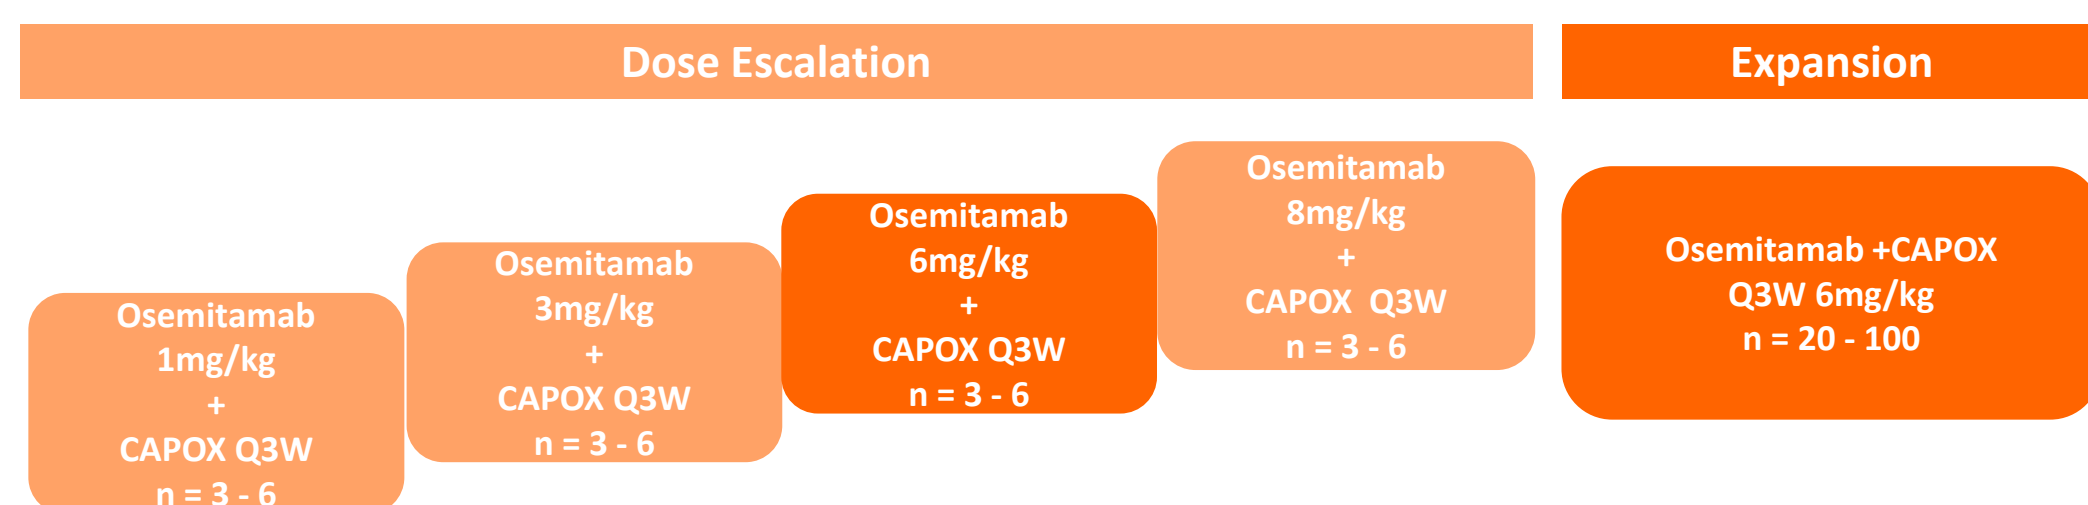 Dose Escalation
Expansion
Osemitamab
1mg/kg
+
CAPOX Q3W
n = 3 - 6
Osemitamab
3mg/kg
+
CAPOX Q3W
n = 3 - 6
Osemitamab
6mg/kg
+
CAPOX Q3W
n = 3 - 6
Osemitamab
8mg/kg
+
CAPOX  Q3W
n = 3 - 6
Osemitamab +CAPOX
Q3W 6mg/kg
n = 20 - 100